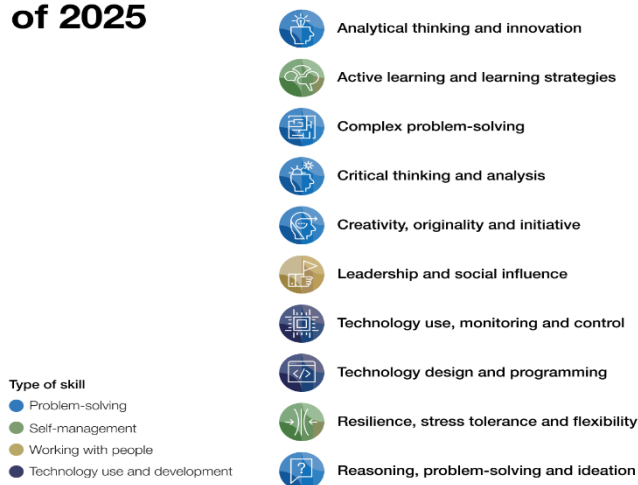 of 2025
Analytical thinking and innovation
Active learning and learning strategies
Complex problem-solving
Critical thinking and analysis
Creativity, originality and initiative
Leadership and social influence
Technology use, monitoring and control
</>
Technology design and programming
Resilience, stress tolerance and flexibility
?
Reasoning, problem-solving and ideation
Type of skill
Problem-solving
Self-management
Working with people
Technology use and development